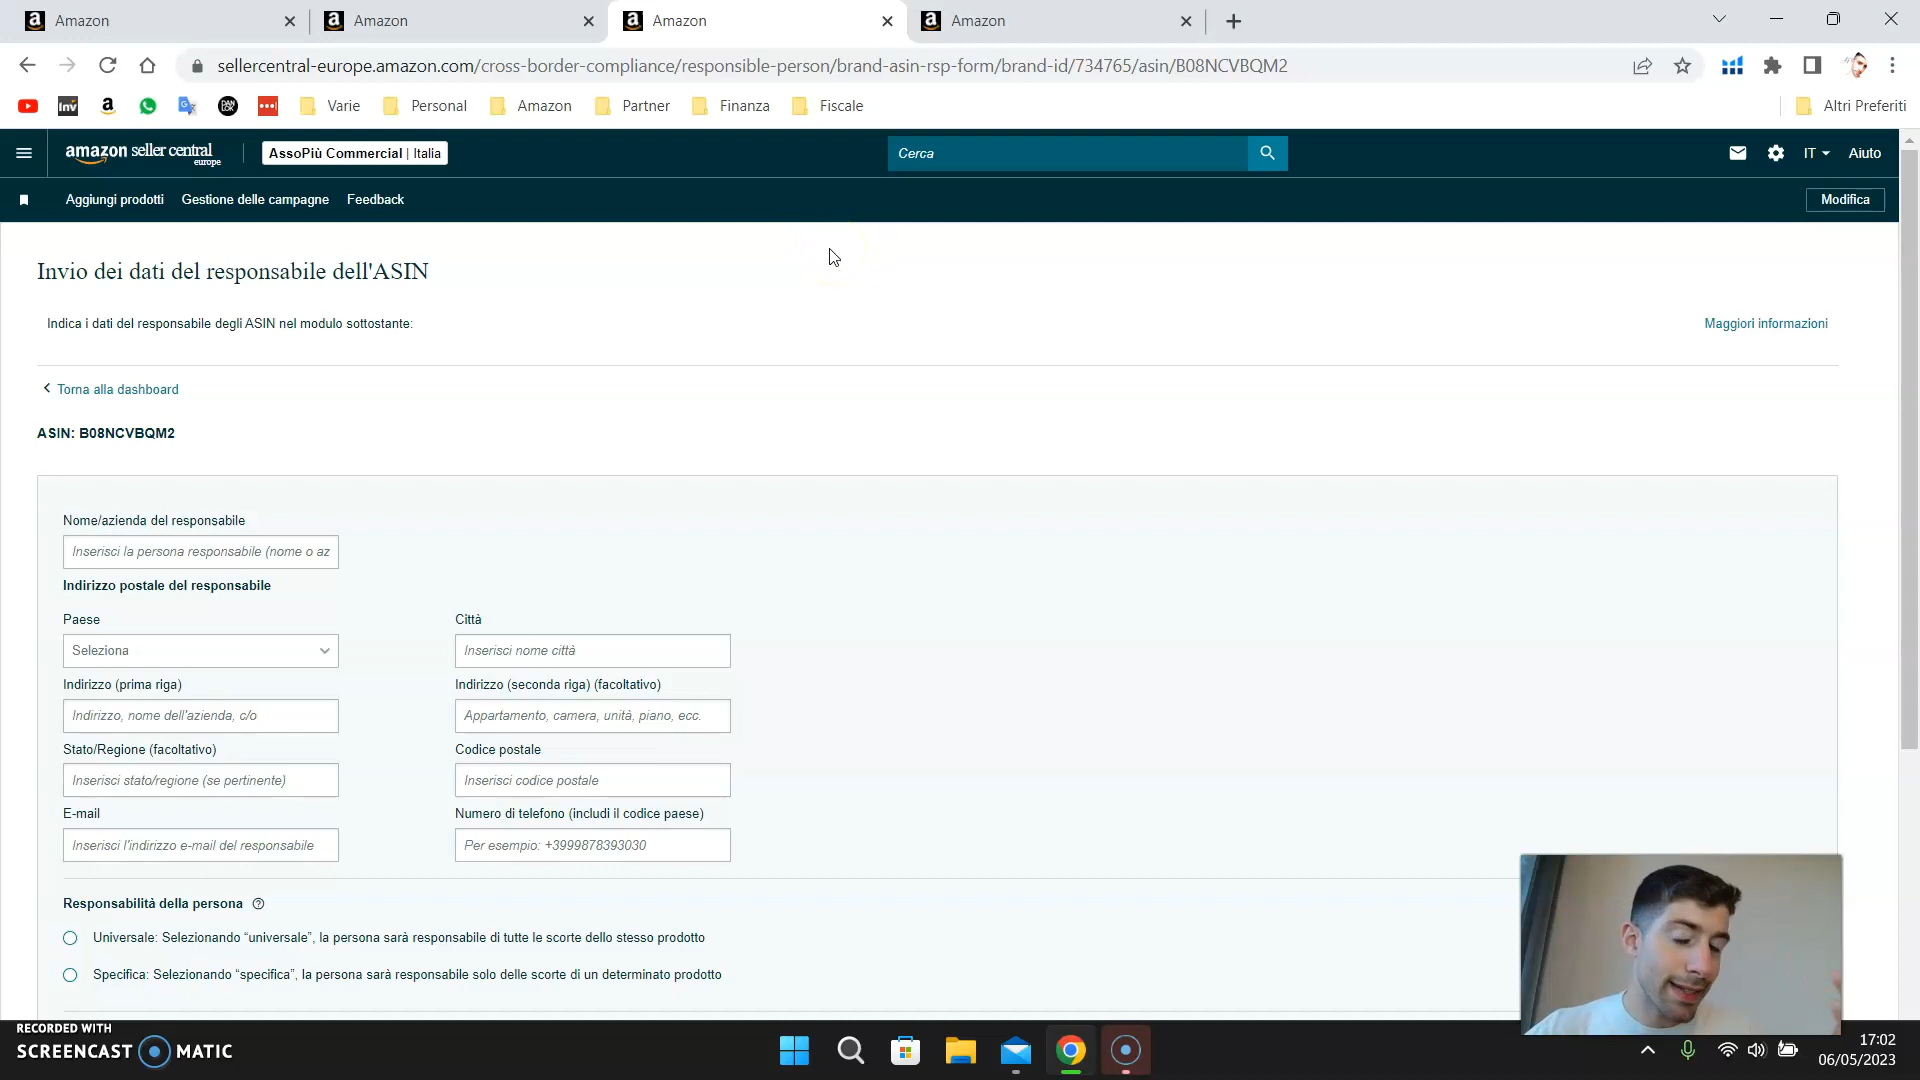 Amazon
Amazon
Amazon
Amazon
sellercentral-europe.amazon.com/cross-border-compliance/responsible-person/brand-asin-rsp-form/brand-id/734765/asin/B08NCVBQM2
Inv
DAN LOK
Varie
Personal
Amazon
Partner
Finanza
Fiscale
Altri Preferiti
amazon seller central
europe
AssoPiù Commercial | Italia
Cerca
IT
Aiuto
Aggiungi prodotti
Gestione delle campagne
Feedback
Modifica
Invio dei dati del responsabile dell'ASIN
Indica i dati del responsabile degli ASIN nel modulo sottostante:
Maggiori informazioni
Torna alla dashboard
ASIN: B08NCVBQM2
Nome/azienda del responsabile
Inserisci la persona responsabile (nome o az
Indirizzo postale del responsabile
Paese
Città
Seleziona
Inserisci nome città
Indirizzo (prima riga)
Indirizzo (seconda riga) (facoltativo)
Indirizzo, nome dell'azienda, c/o
Appartamento, camera, unità, piano, ecc.
Stato/Regione (facoltativo)
Codice postale
Inserisci stato/regione (se pertinente)
Inserisci codice postale
E-mail
Numero di telefono (includi il codice paese)
Inserisci l'indirizzo e-mail del responsabile
Per esempio: +3999878393030
Responsabilità della persona
Universale: Selezionando “universale”, la persona sarà responsabile di tutte le scorte dello stesso prodotto
Specifica: Selezionando “specifica”, la persona sarà responsabile solo delle scorte di un determinato prodotto
RECORDED WITH
SCREENCAST MATIC
17:02
06/05/2023